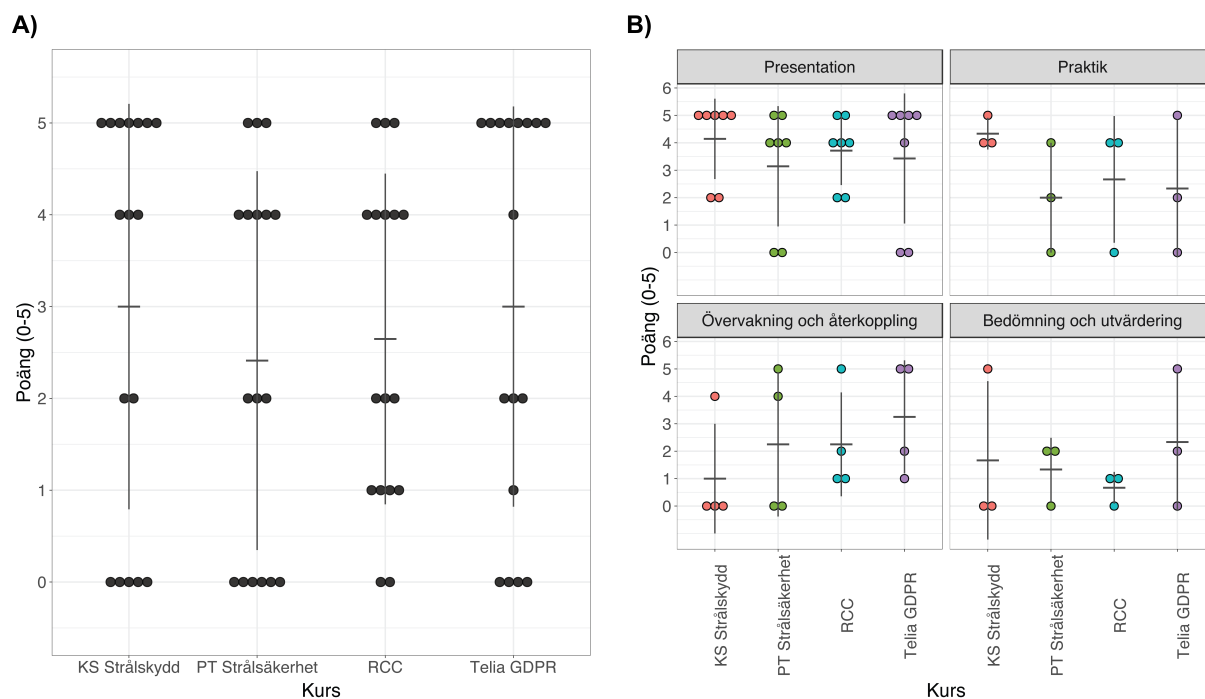 A)
Poäng (0-5)
5
4
3
2
1
0
KS Strålskydd PT Strålsäkerhet RCC Telia GDPR
Kurs
B)
Poäng (0-5)
Presentation Praktik
6
5
4
3
2
1
0
Övervakning och återkoppling Bedömning och utvärdering
6
5
4
3
2
1
0
KS Strålskydd PT Strålsäkerhet RCC Telia GDPR KS Strålskydd PT Strålsäkerhet RCC Telia GDPR
Kurs